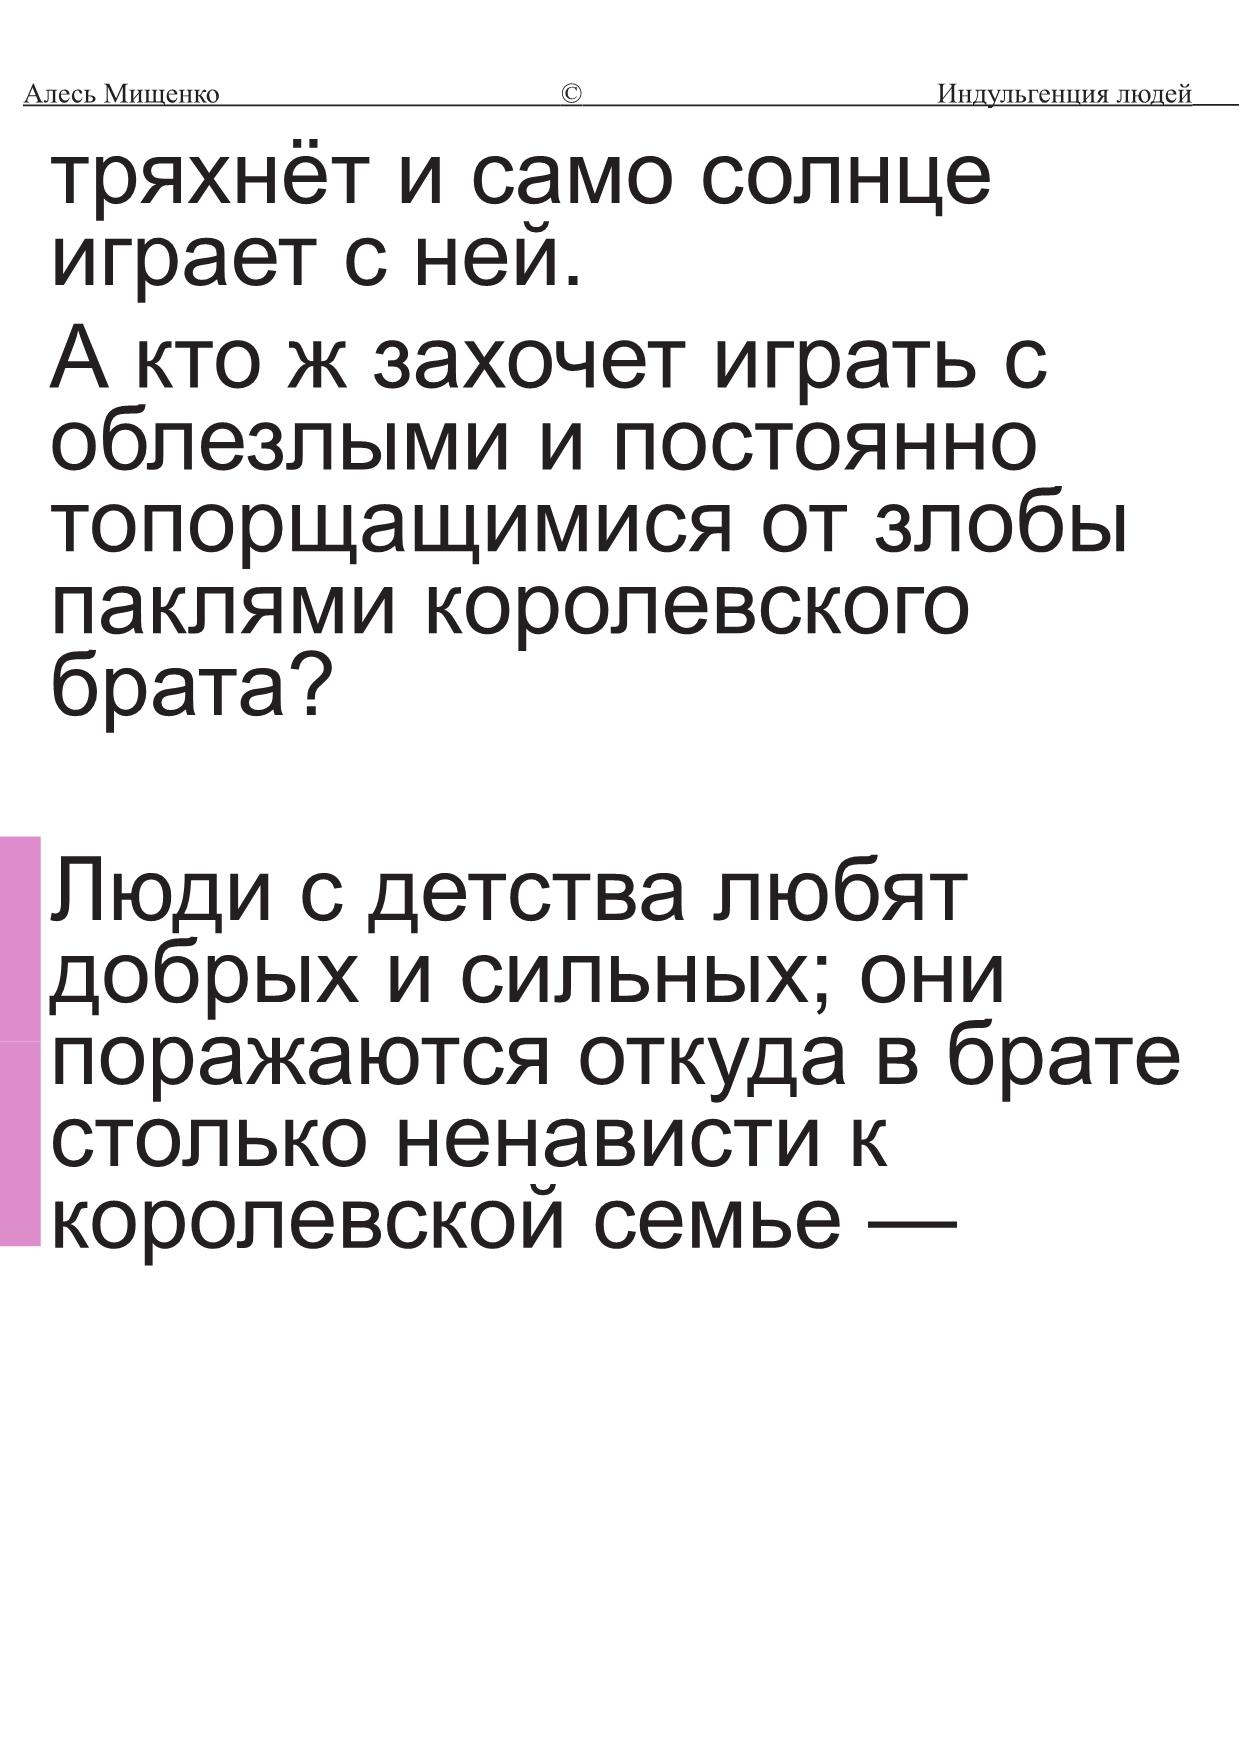 Алесь Мищенко © Индульгенция людей
тряхнёт и само солнце
играет с ней.
А кто ж захочет играть с
облезлыми и постоянно
топорщащимися от злобы
паклями королевского
брата?
Люди с детства любят
добрых и сильных; они
поражаются откуда в брате
столько ненависти к
королевской семье —